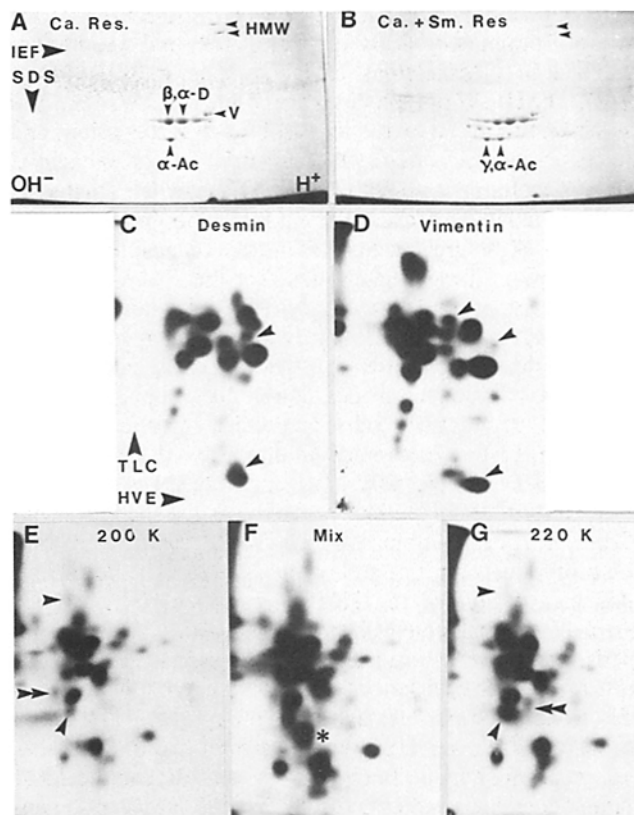 A Ca. Res.
HMW
IEF
SDS
β,α-D
V
α-Ac
OH⁻ H⁺
B Ca. + Sm. Res
γ,α-Ac
C Desmin
TLC
HVE
D Vimentin
E 200 K
F Mix
*
G 220 K